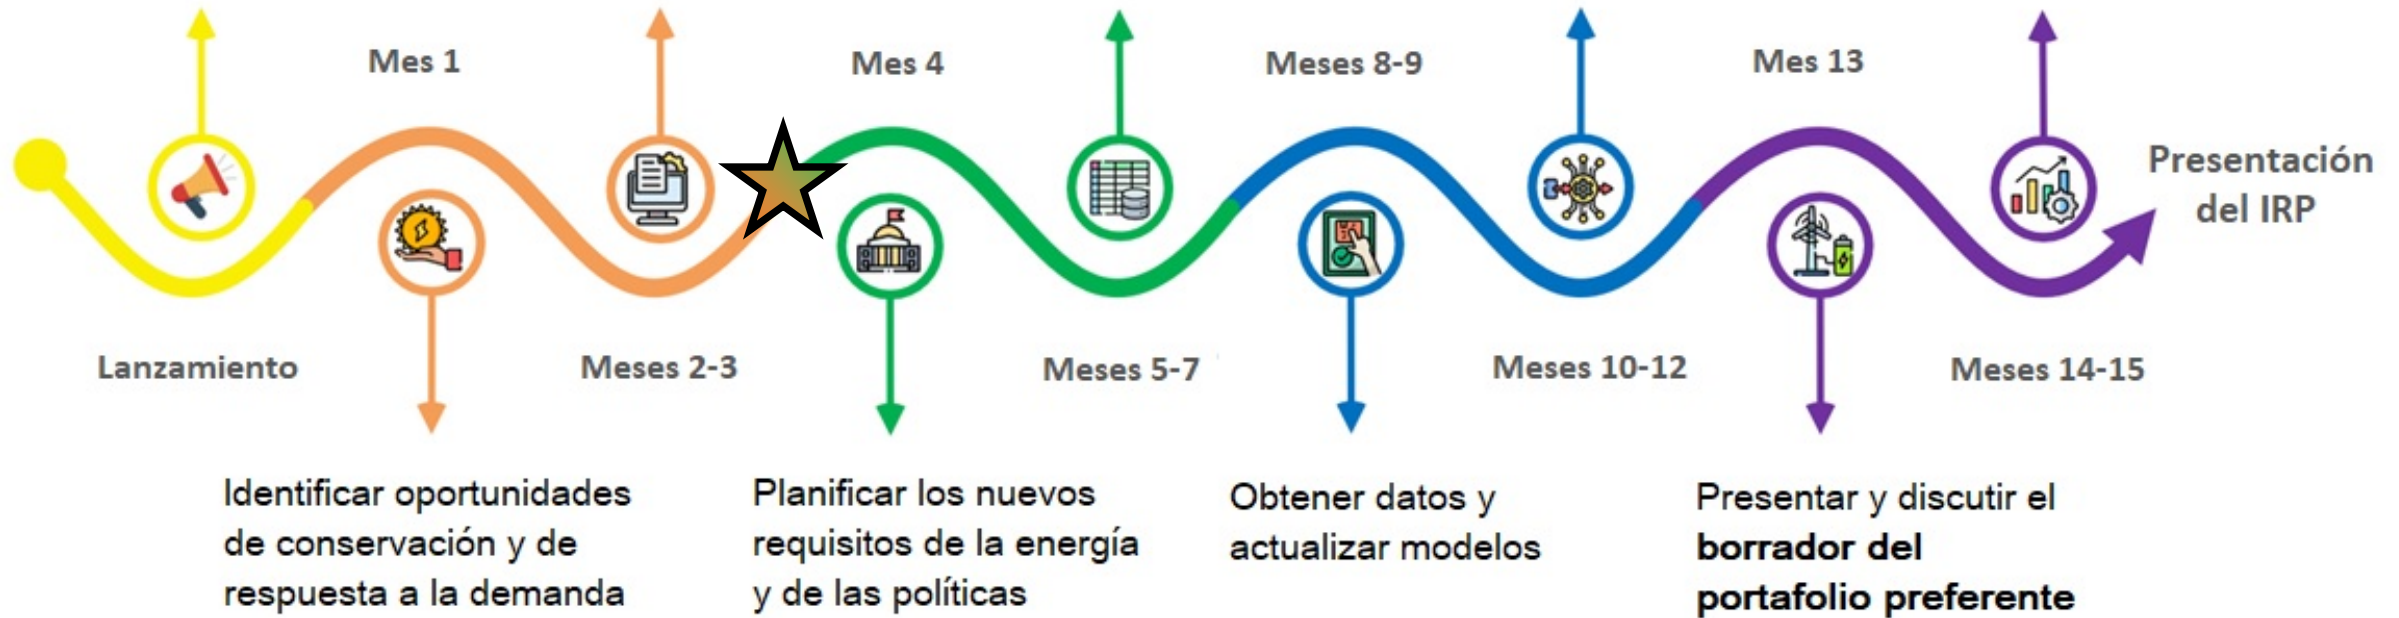 Mes 1
Mes 4
Meses 8-9
Mes 13
Presentación
del IRP
Lanzamiento
Meses 2-3
Meses 5-7
Meses 10-12
Meses 14-15
Identificar oportunidades
de conservación y de
respuesta a la demanda
Planificar los nuevos
requisitos de la energía
y de las políticas
Obtener datos y
actualizar modelos
Presentar y discutir el
borrador del
portafolio preferente